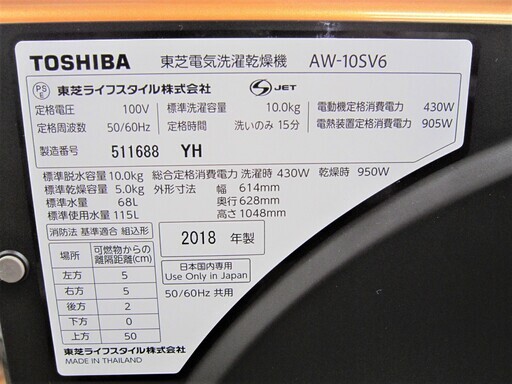 TOSHIBA 東芝電気洗濯乾燥機 AW-10SV6
PS E 東芝ライフスタイル株式会社 S JET
定格電圧 100V 標準洗濯容量 10.0kg 電動機定格消費電力 430W
定格周波数 50/60Hz 定格時間 洗いのみ 15分 電熱装置定格消費電力 905W
製造番号 511688 YH
標準脱水容量 10.0kg 総合定格消費電力 洗濯時 430W 乾燥時 950W
標準乾燥容量 5.0kg 外形寸法 幅 614mm
標準水量 68L 奥行 628mm
標準使用水量 115L 高さ 1048mm
消防法 基準適合 組込形
場所 可燃物からの離隔距離(cm)
2018 年製
左方 5
右方 5
後方 2
下方 0
上方 50
日本国内専用
Use Only in Japan
50/60Hz 共用
東芝ライフスタイル株式会社
MADE IN THAILAND